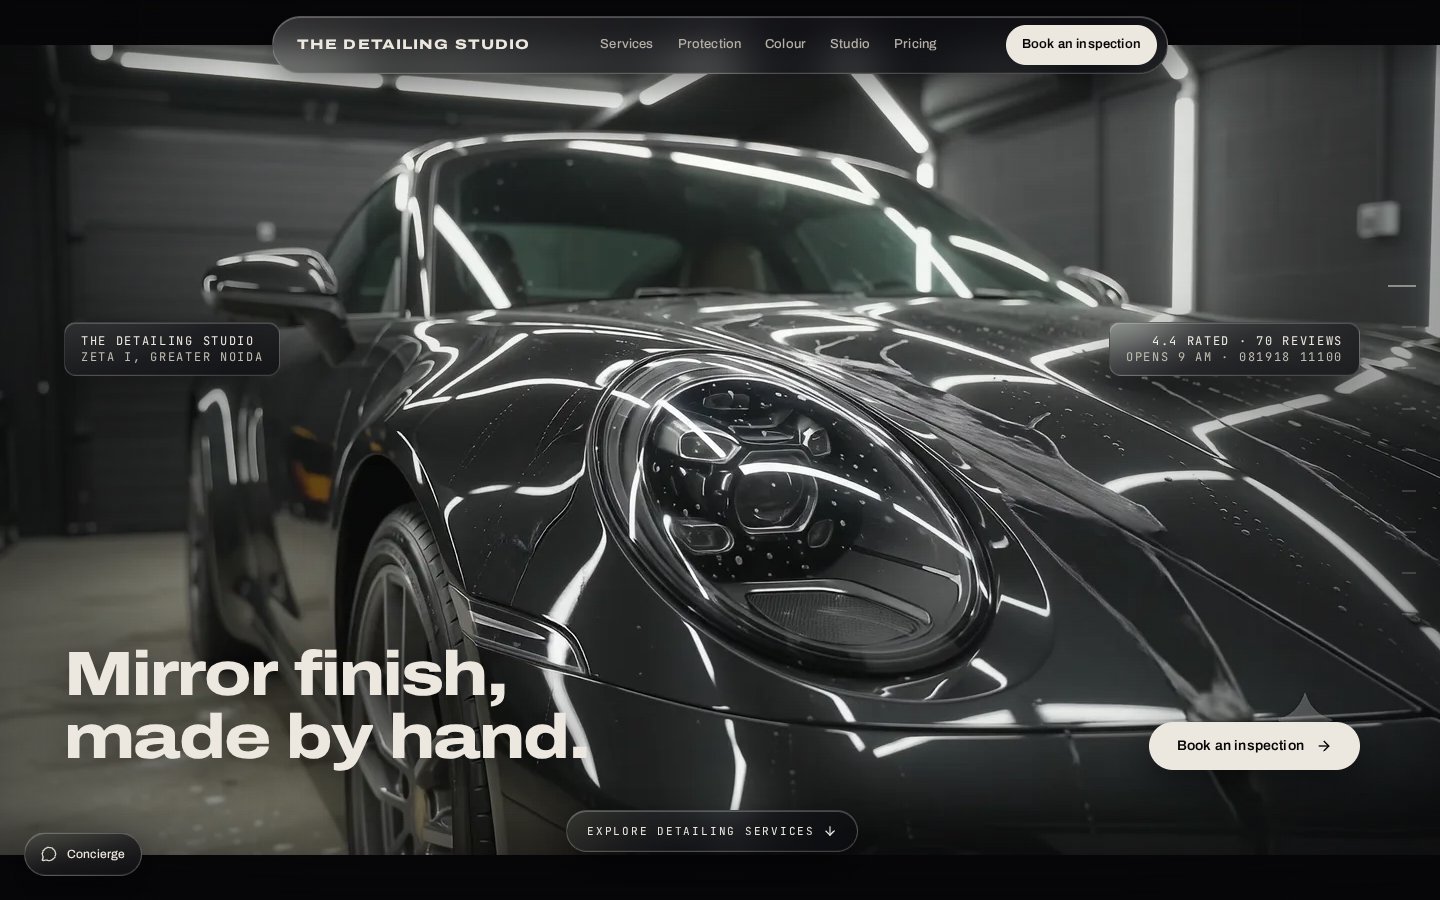 THE DETAILING STUDIO
Services
Protection
Colour
Studio
Pricing
Book an inspection
THE DETAILING STUDIO
ZETA I, GREATER NOIDA
4.4 RATED · 70 REVIEWS
OPENS 9 AM · 081918 11100
Mirror finish,
made by hand.
Book an inspection
EXPLORE DETAILING SERVICES
Concierge